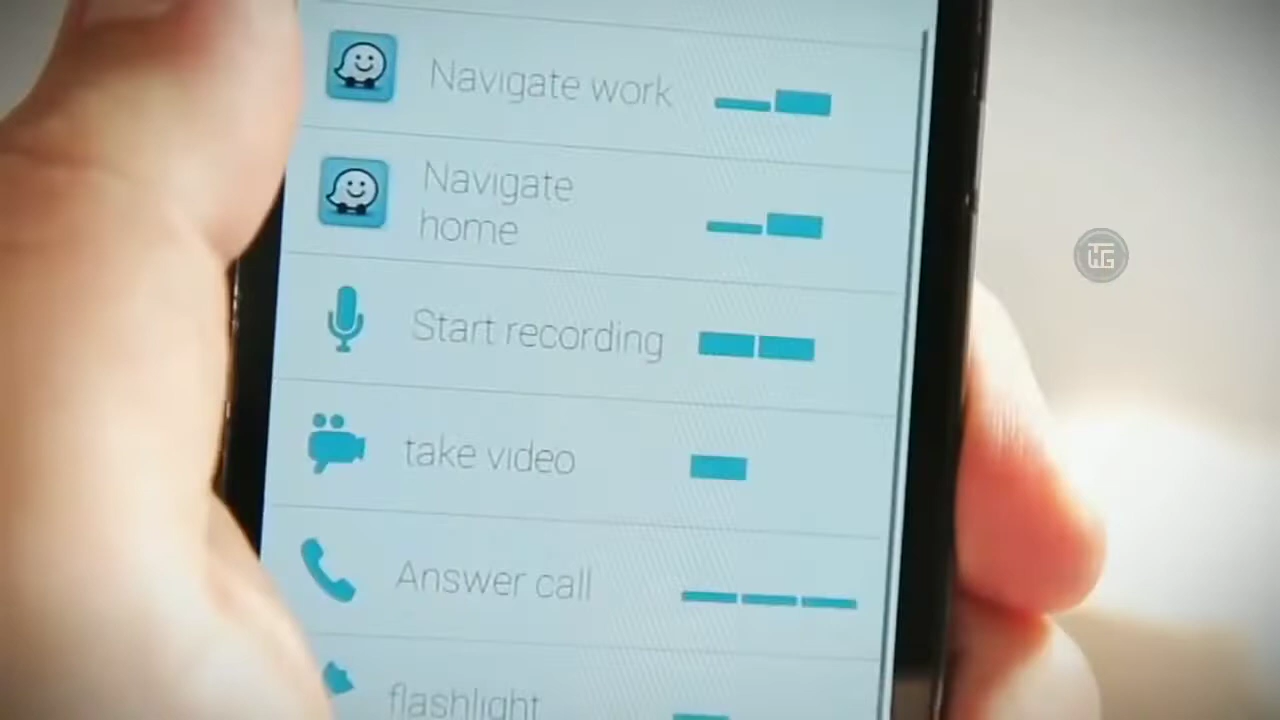 Navigate work
Navigate
home
Start recording
take video
Answer call
flashlight